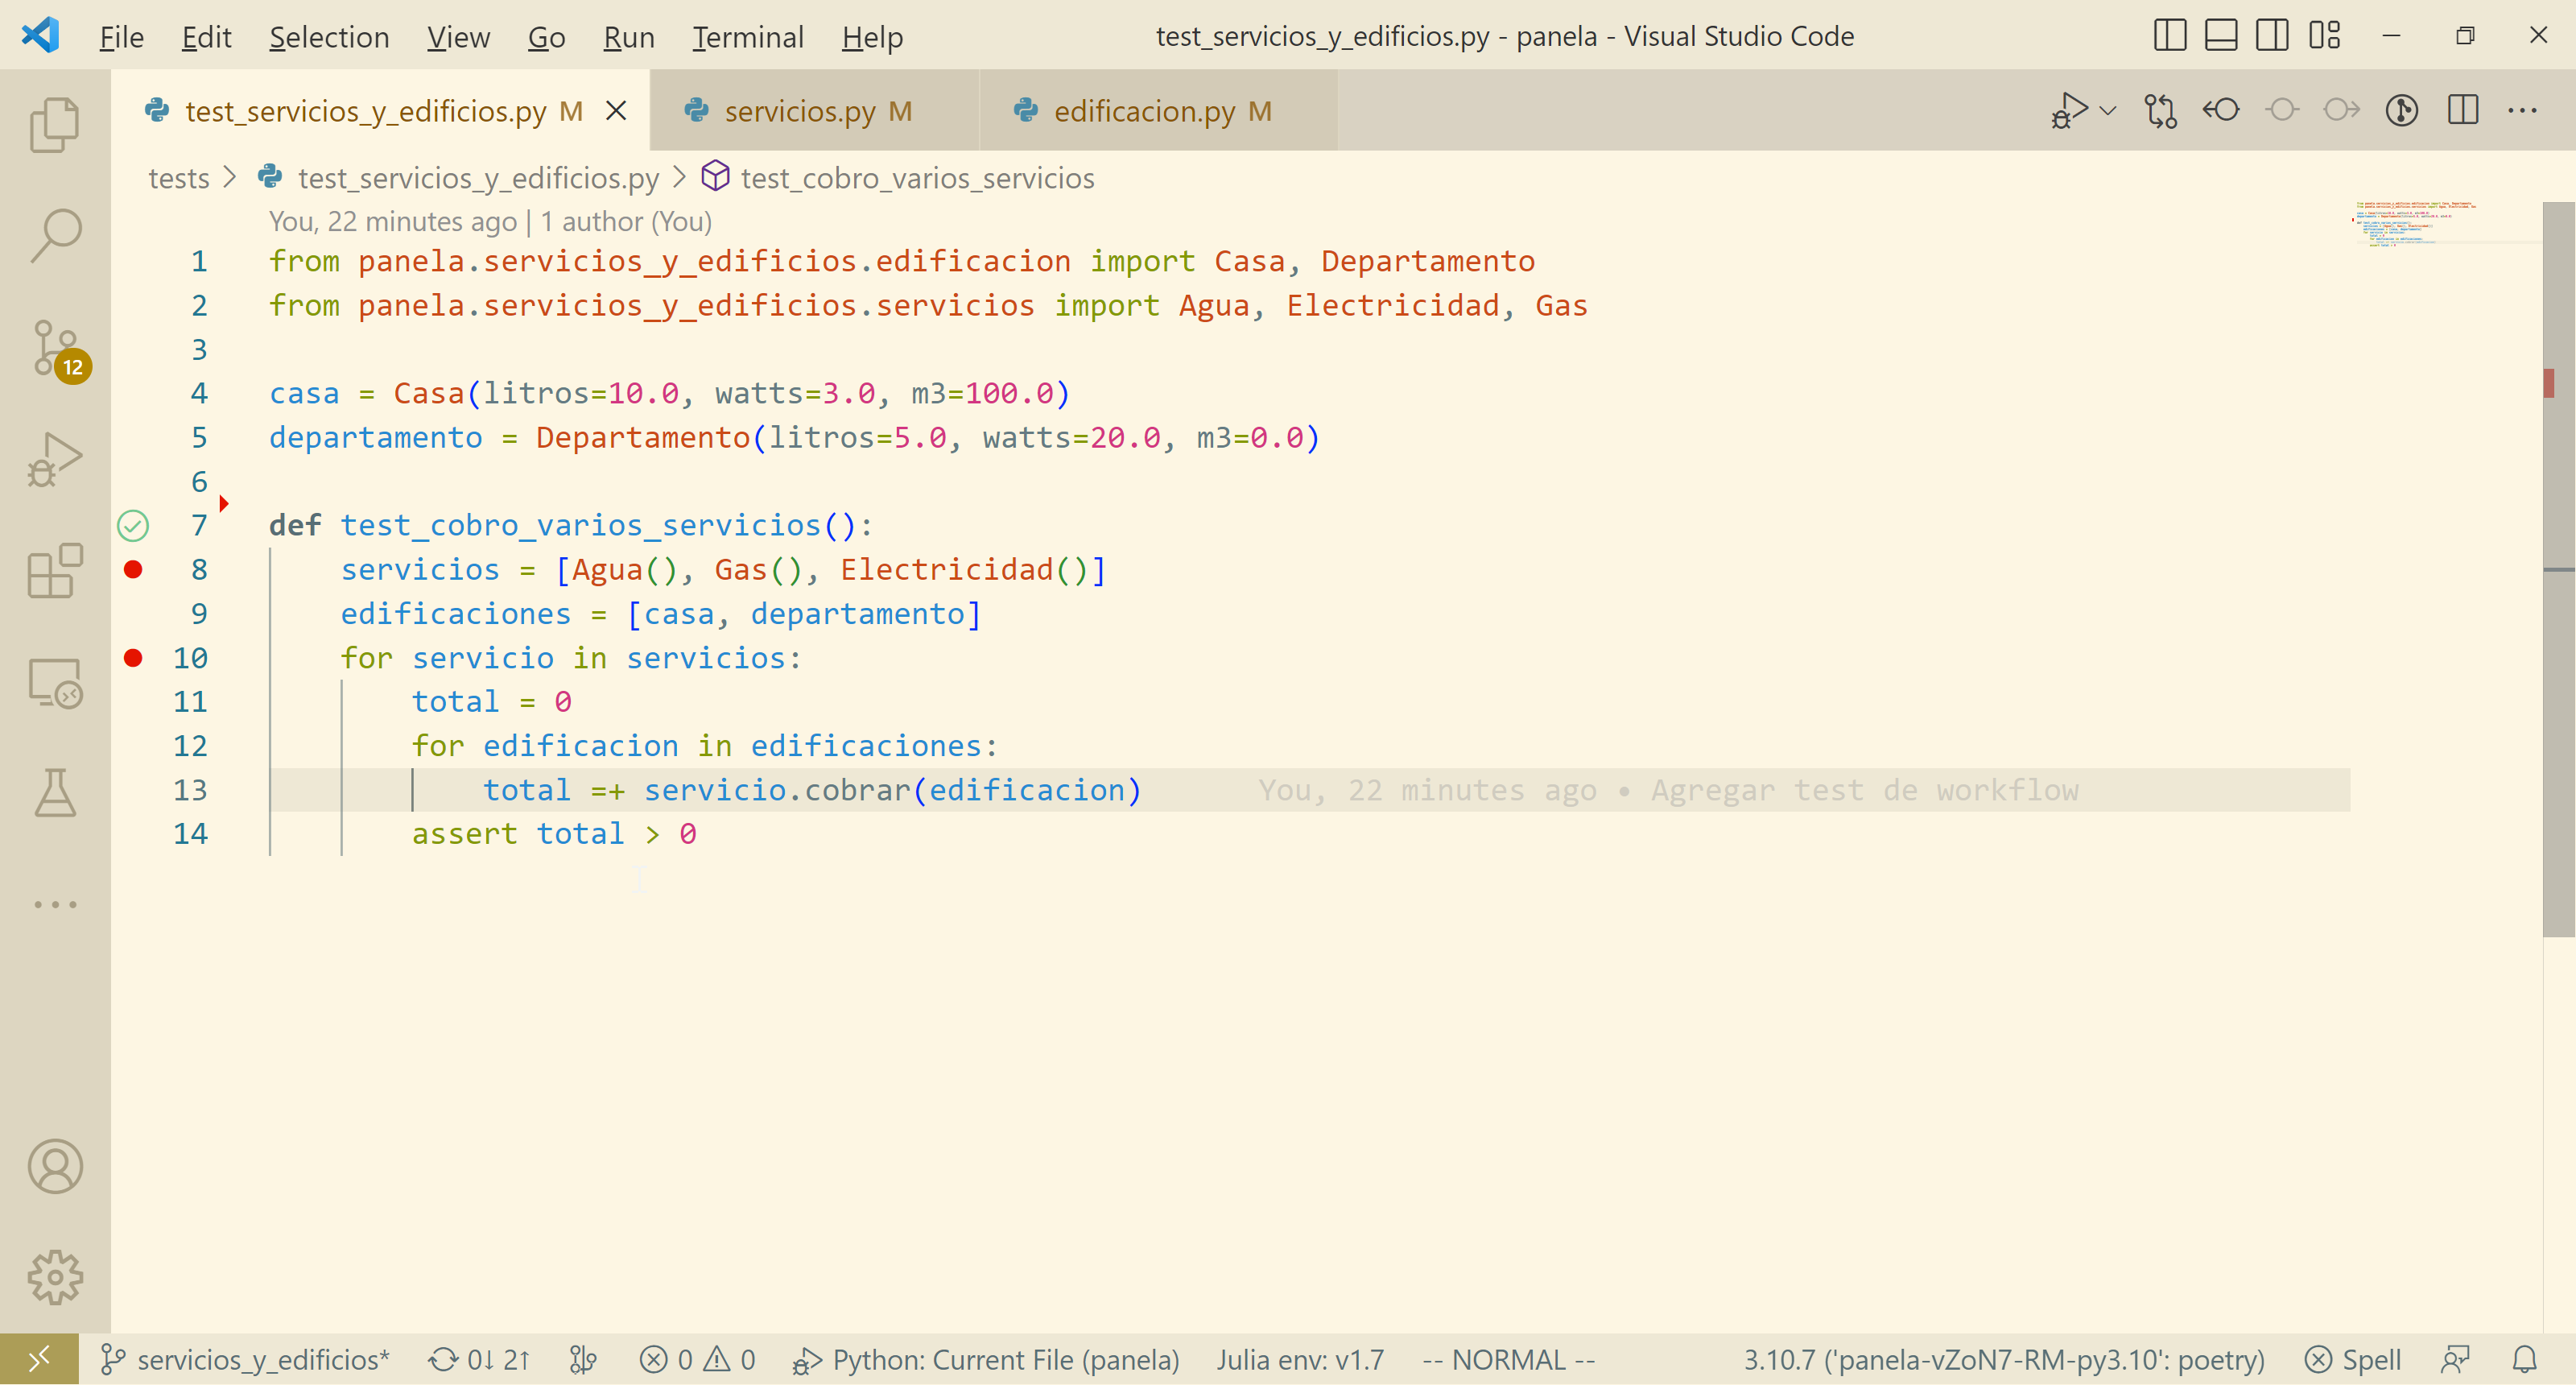 File Edit Selection View Go Run Terminal Help test_servicios_y_edificios.py - panela - Visual Studio Code
test_servicios_y_edificios.py M servicios.py M edificacion.py M
tests > test_servicios_y_edificios.py > test_cobro_varios_servicios
You, 22 minutes ago | 1 author (You)
1 from panela.servicios_y_edificios.edificacion import Casa, Departamento
2 from panela.servicios_y_edificios.servicios import Agua, Electricidad, Gas
3
12
4 casa = Casa(litros=10.0, watts=3.0, m3=100.0)
5 departamento = Departamento(litros=5.0, watts=20.0, m3=0.0)
6
7 def test_cobro_varios_servicios():
8 servicios = [Agua(), Gas(), Electricidad()]
9 edificaciones = [casa, departamento]
10 for servicio in servicios:
11 total = 0
12 for edificacion in edificaciones:
13 total =+ servicio.cobrar(edificacion) You, 22 minutes ago • Agregar test de workflow
14 assert total > 0
servicios_y_edificios* 0↓ 2↑ 0 0 Python: Current File (panela) Julia env: v1.7 -- NORMAL -- 3.10.7 ('panela-vZoN7-RM-py3.10': poetry) Spell